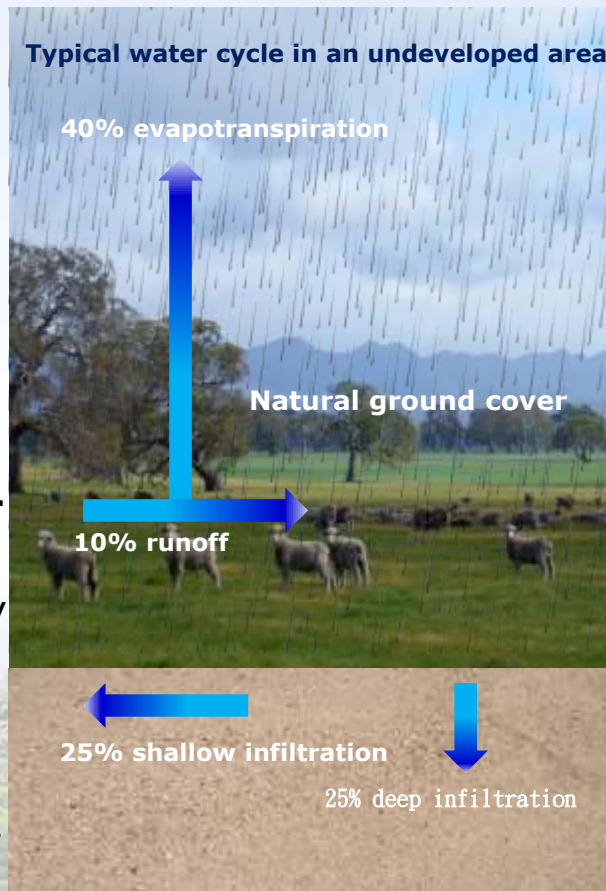 Typical water cycle in an undeveloped area
40% evapotranspiration
Natural ground cover
10% runoff
25% shallow infiltration
25% deep infiltration